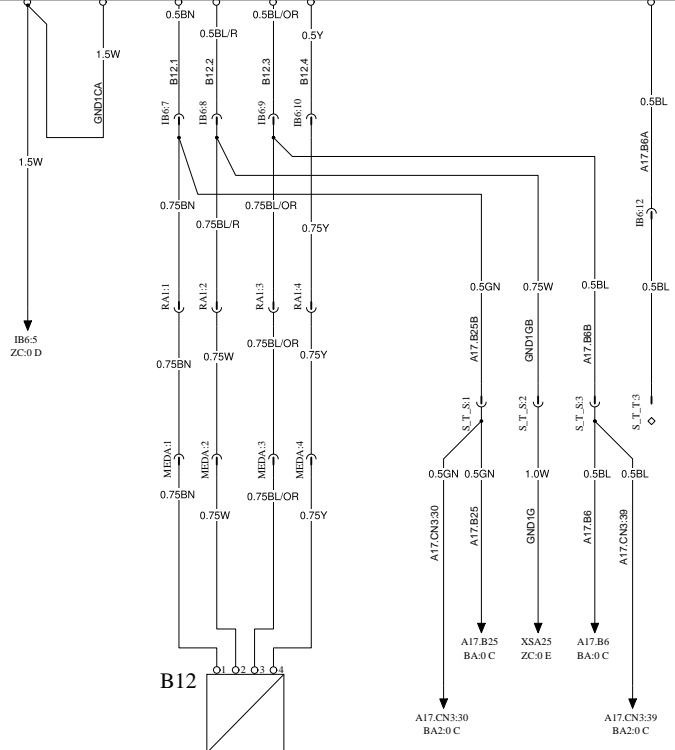 0.5BN
0.5BL/R
0.5BL/OR
0.5Y
1.5W
GND1CA
B12.1
B12.2
B12.3
B12.4
0.5BL
A17.B6A
IB6:7
IB6:8
IB6:9
IB6:10
1.5W
0.75BN
0.75BL/R
0.75BL/OR
0.75Y
IB6:12
RA1:1
RA1:2
RA1:3
RA1:4
0.5GN
0.75W
0.5BL
0.5BL
IB6:5
ZC:0 D
0.75BN
0.75W
0.75BL/OR
0.75Y
A17.B25B
GND1GB
A17.B6B
S_T_S:1
S_T_S:2
S_T_S:3
S_T_T:3
MEDA:1
MEDA:2
MEDA:3
MEDA:4
0.5GN
0.5GN
1.0W
0.5BL
0.5BL
0.75BN
0.75W
0.75BL/OR
0.75Y
A17.CN3:30
A17.B25
GND1G
A17.B6
A17.CN3:39
A17.B25
BA:0 C
XSA25
ZC:0 E
A17.B6
BA:0 C
B12
1
2
3
4
A17.CN3:30
BA2:0 C
A17.CN3:39
BA2:0 C